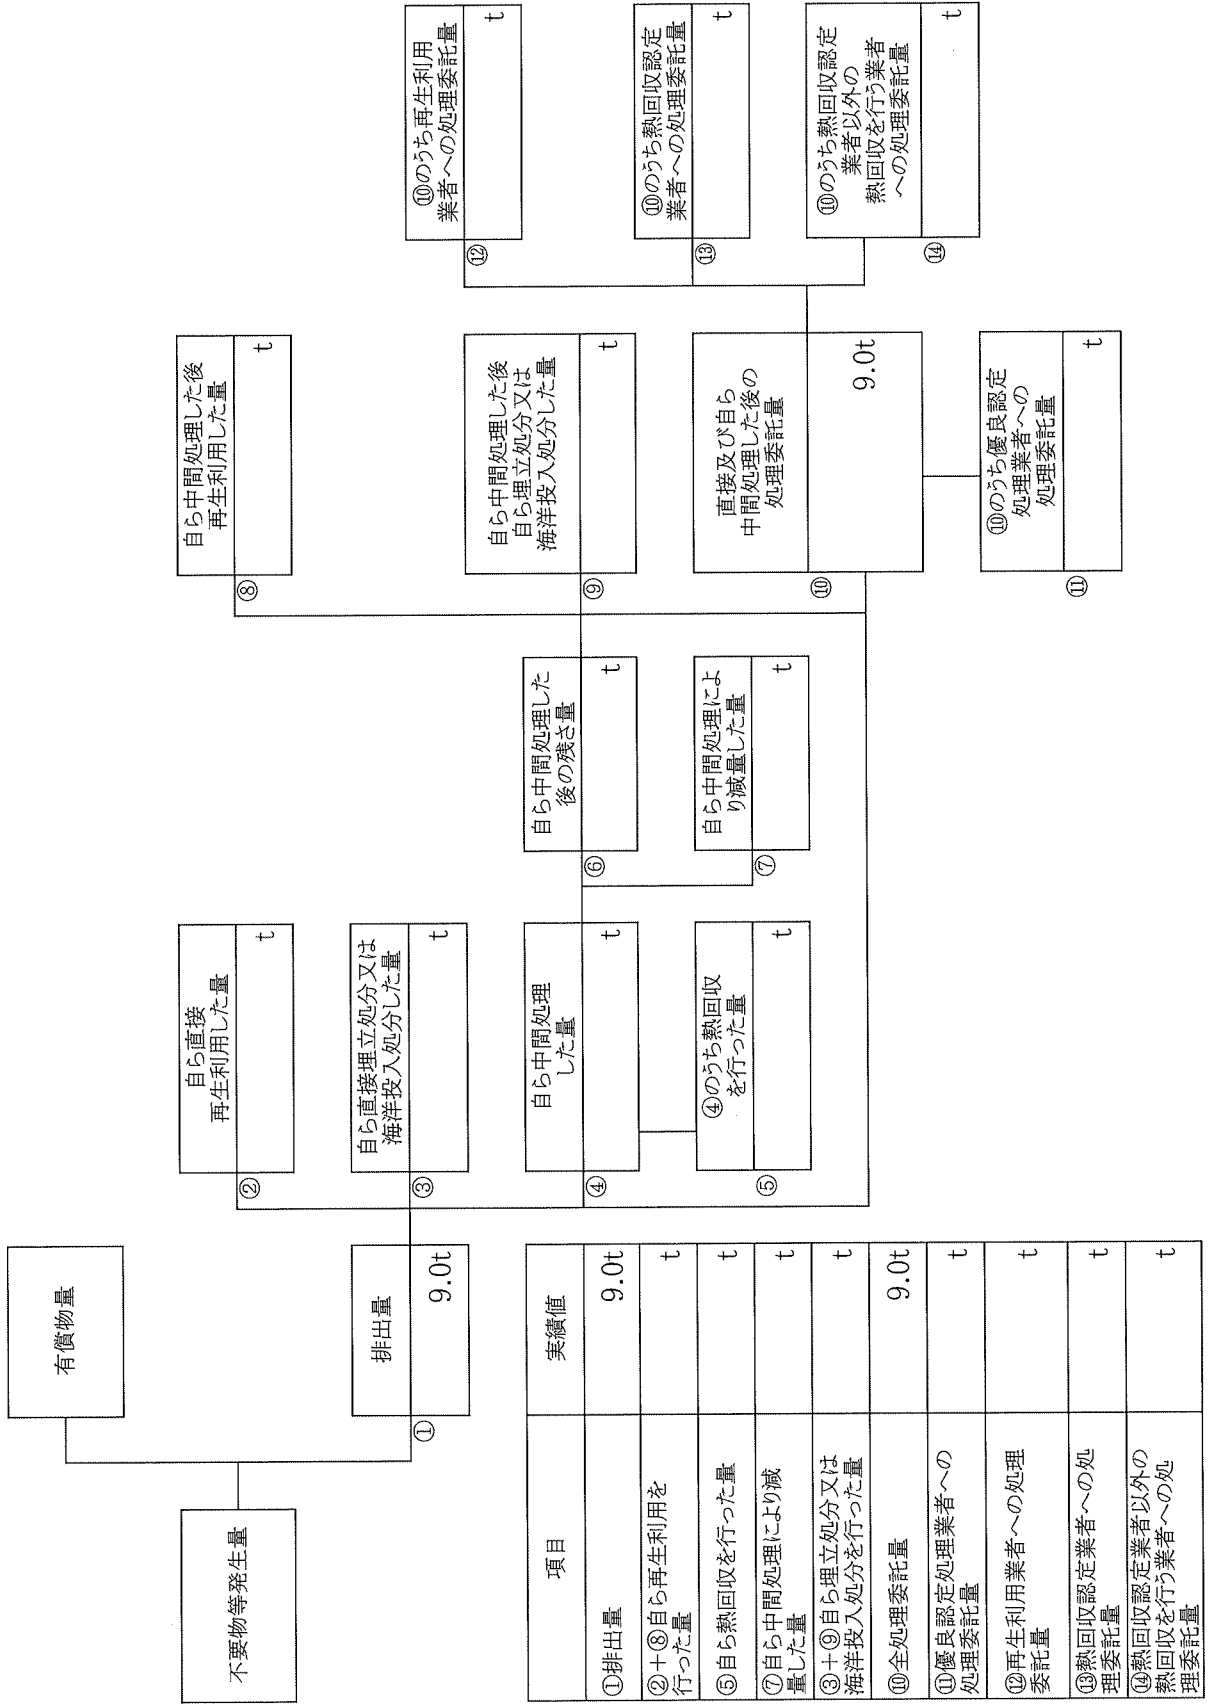 不要物等発生量
有償物量
①
排出量
9.0t
②
自ら直接
再生利用した量
t
③
自ら直接埋立処分又は
海洋投入処分した量
t
④
自ら中間処理
した量
t
⑤
④のうち熱回収
を行った量
t
⑥
自ら中間処理した
後の残さ量
t
⑦
自ら中間処理によ
り減量した量
t
⑧
自ら中間処理した後
再生利用した量
t
⑨
自ら中間処理した後
自ら埋立処分又は
海洋投入処分した量
t
⑩
直接及び自ら
中間処理した後の
処理委託量
9.0t
⑪
⑩のうち優良認定
処理業者への
処理委託量
t
⑫
⑩のうち再生利用
業者への処理委託量
t
⑬
⑩のうち熱回収認定
業者への処理委託量
t
⑭
⑩のうち熱回収認定
業者以外の
熱回収を行う業者
への処理委託量
t
項目 実績値
①排出量 9.0t
②+⑧自ら再生利用を
行った量 t
⑤自ら熱回収を行った量 t
⑦自ら中間処理により減
量した量 t
③+⑨自ら埋立処分又は
海洋投入処分を行った量 t
⑩全処理委託量 9.0t
⑪優良認定処理業者への
処理委託量 t
⑫再生利用業者への処理
委託量 t
⑬熱回収認定業者への処
理委託量 t
⑭熱回収認定業者以外の
熱回収を行う業者への処
理委託量 t